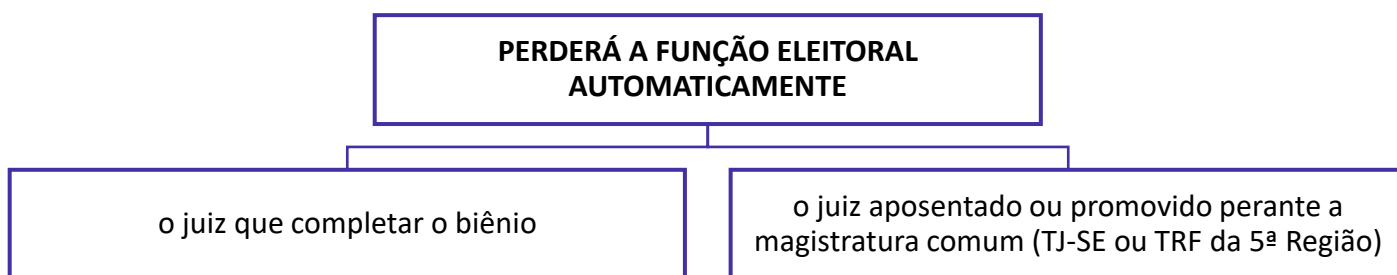 PERDERÁ A FUNÇÃO ELEITORAL
AUTOMATICAMENTE
o juiz que completar o biênio
o juiz aposentado ou promovido perante a
magistratura comum (TJ-SE ou TRF da 5ª Região)